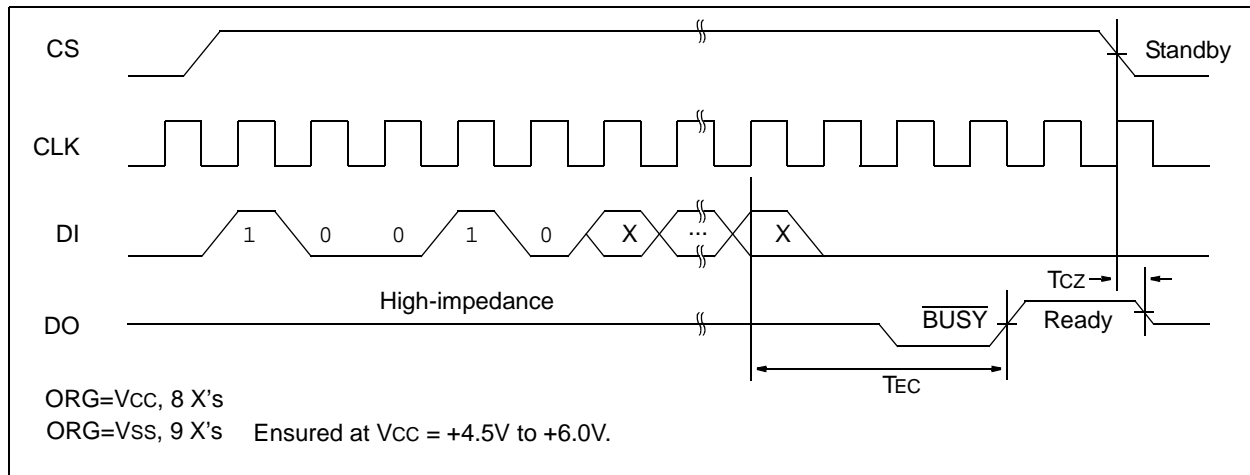 CS
Standby
CLK
DI
1 0 0 1 0 X ... X
TCZ
High-impedance
DO
BUSY
Ready
TEC
ORG=VCC, 8 X's
ORG=VSS, 9 X's Ensured at VCC = +4.5V to +6.0V.